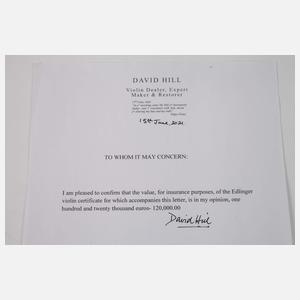 DAVID HILL
Violin Dealer, Expert
Maker & Restorer
15th June, 2021
TO WHOM IT MAY CONCERN:
I am pleased to confirm that the value, for insurance purposes, of the Edlinger
violin certificate for which accompanies this letter, is in my opinion, one
hundred and twenty thousand euros- 120,000.00
David Hill